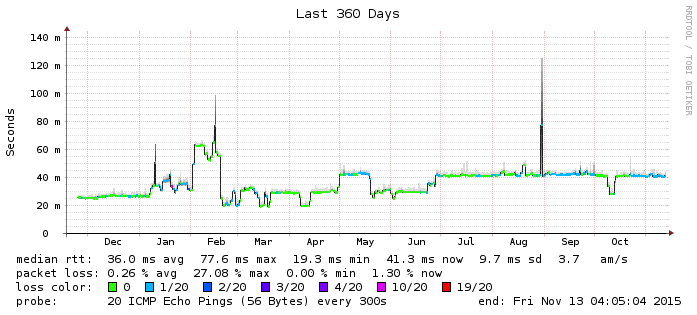 Last 360 Days
RRDTOOL / TOBI OETIKER
Seconds
140 m
120 m
100 m
80 m
60 m
40 m
20 m
0
Dec Jan Feb Mar Apr May Jun Jul Aug Sep Oct
median rtt: 36.0 ms avg 77.6 ms max 19.3 ms min 41.3 ms now 9.7 ms sd 3.7 am/s
packet loss: 0.26 % avg 27.08 % max 0.00 % min 1.30 % now
loss color: 0 1/20 2/20 3/20 4/20 10/20 19/20
probe: 20 ICMP Echo Pings (56 Bytes) every 300s end: Fri Nov 13 04:05:04 2015